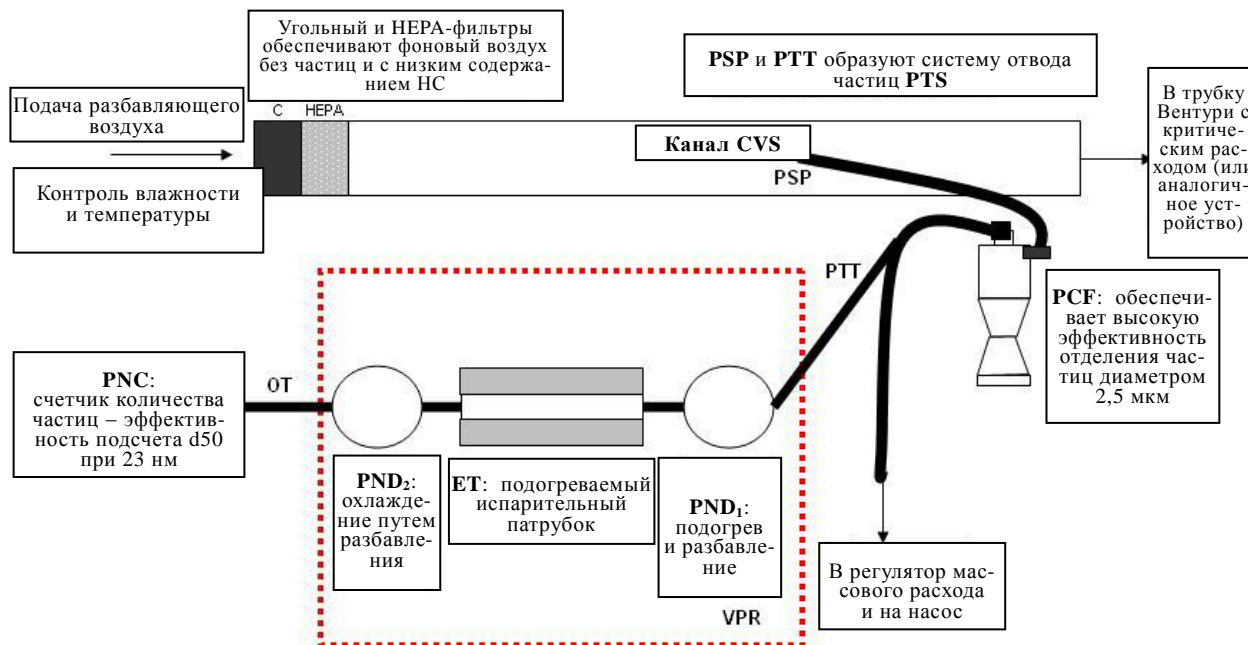 Угольный и HEPA-фильтры
обеспечивают фоновый воздух
без частиц и с низким содержа-
нием HC
PSP и PTT образуют систему отвода
частиц PTS
Подача разбавляющего
воздуха
C HEPA
Канал CVS
PSP
В трубку
Вентури с
критиче-
ским рас-
ходом (или
аналогич-
ное уст-
ройство)
Контроль влажности
и температуры
PTT
PCF: обеспечи-
вает высокую
эффективность
отделения час-
тиц диаметром
2,5 мкм
PNC:
счетчик количества
частиц – эффектив-
ность подсчета d50
при 23 нм
OT
PND₂:
охлажде-
ние путем
разбавле-
ния
ET: подогреваемый
испарительный
патрубок
PND₁:
подогрев
и разбавле-
ние
VPR
В регулятор мас-
сового расхода
и на насос